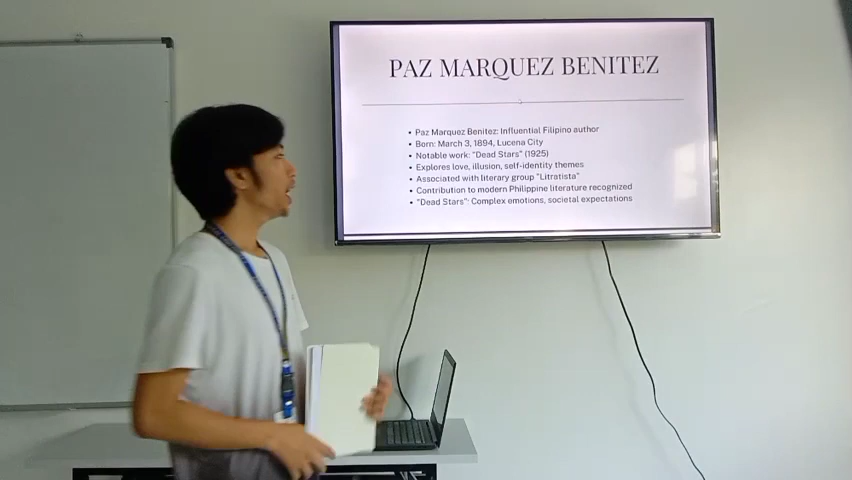 PAZ MARQUEZ BENITEZ
• Paz Marquez Benitez: Influential Filipino author
• Born: March 3, 1894, Lucena City
• Notable work: "Dead Stars" (1925)
• Explores love, illusion, self-identity themes
• Associated with literary group "Litratista"
• Contribution to modern Philippine literature recognized
• "Dead Stars": Complex emotions, societal expectations